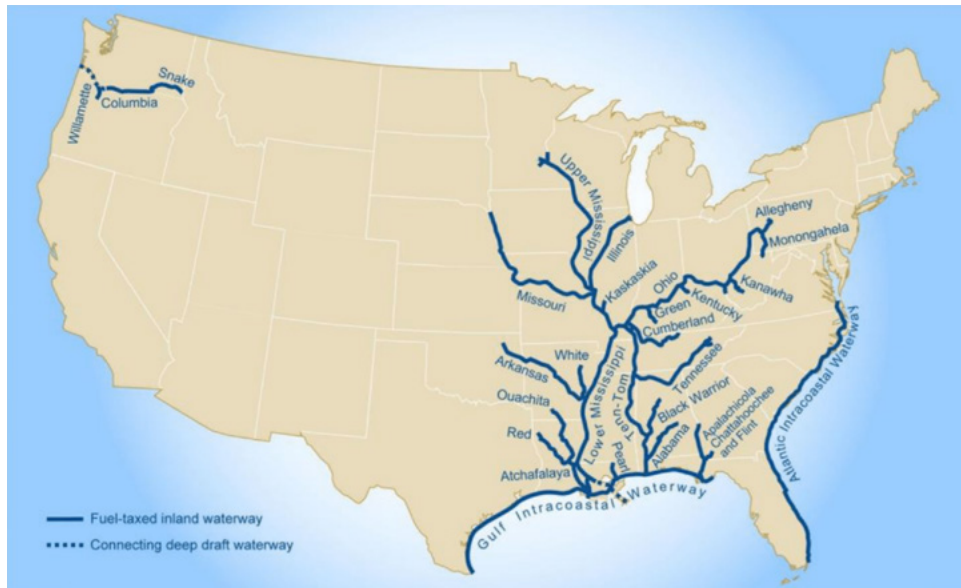 Snake
Columbia
Willamette
Upper Mississippi
Illinois
Allegheny
Monongahela
Missouri
Kaskaskia
Ohio
Kanawha
Kentucky
Green
Cumberland
White
Arkansas
Lower Mississippi
Tenn-Tom
Tennessee
Ouachita
Black Warrior
Red
Pearl
Alabama
Apalachicola
Chattahoochee
and Flint
Atchafalaya
Gulf Intracoastal Waterway
Atlantic Intracoastal Waterway
Fuel-taxed inland waterway
Connecting deep draft waterway